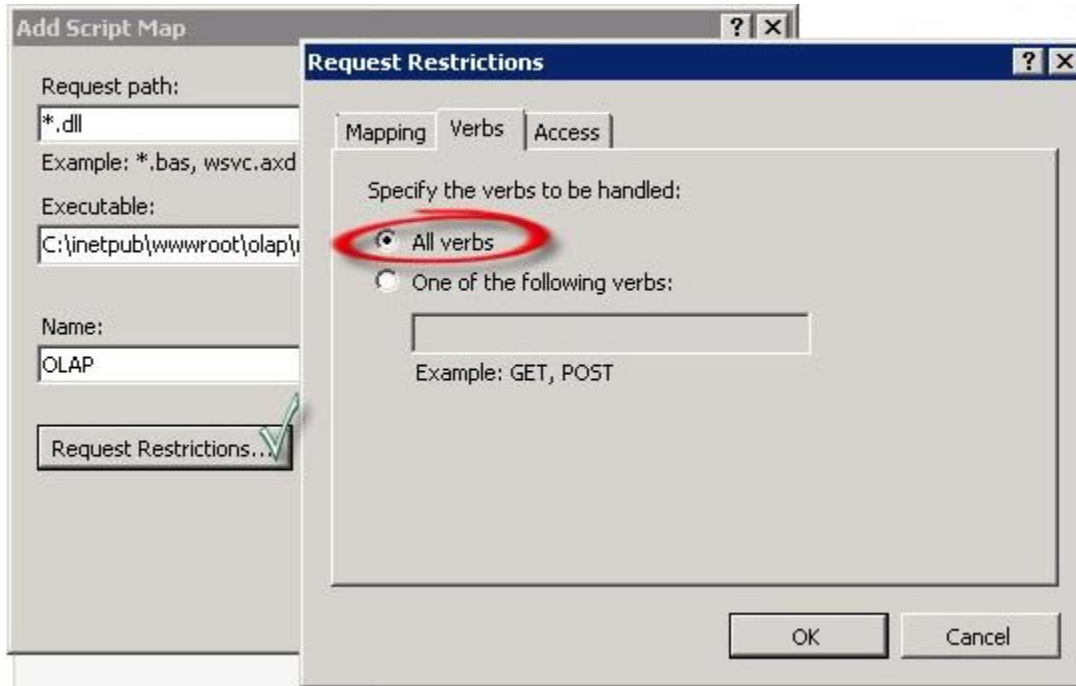 Add Script Map
Request path:
*.dll
Example: *.bas, wsvc.axd
Executable:
C:\inetpub\wwwroot\olap\
Name:
OLAP
Request Restrictions...
Request Restrictions
Mapping Verbs Access
Specify the verbs to be handled:
All verbs
One of the following verbs:
Example: GET, POST
OK Cancel